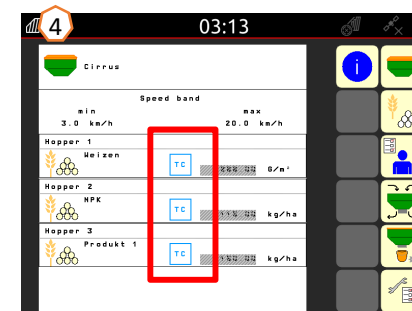 4
03:13
Cirrus
i
Speed band
min max
3.0 km/h 20.0 km/h
Hopper 1
Weizen TC G/m²
Hopper 2
NPK TC kg/ha
Hopper 3
Produkt 1 TC kg/ha